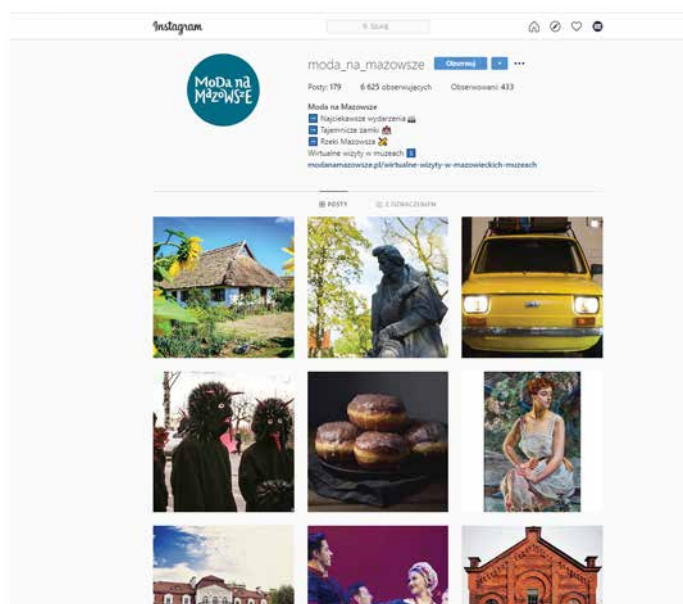 Instagram
Szukaj
moda_na_mazowsze Obserwuj
Posty: 179 6 625 obserwujących Obserwowani: 433
MoDa na
MaZoWSzE
Moda na Mazowsze
Najciekawsze wydarzenia
Tajemnicze zamki
Rzeki Mazowsza
Wirtualne wizyty w muzeach
modanamazowsze.pl/wirtualne-wizyty-w-mazowieckich-muzeach
POSTY Z OZNACZENIEM